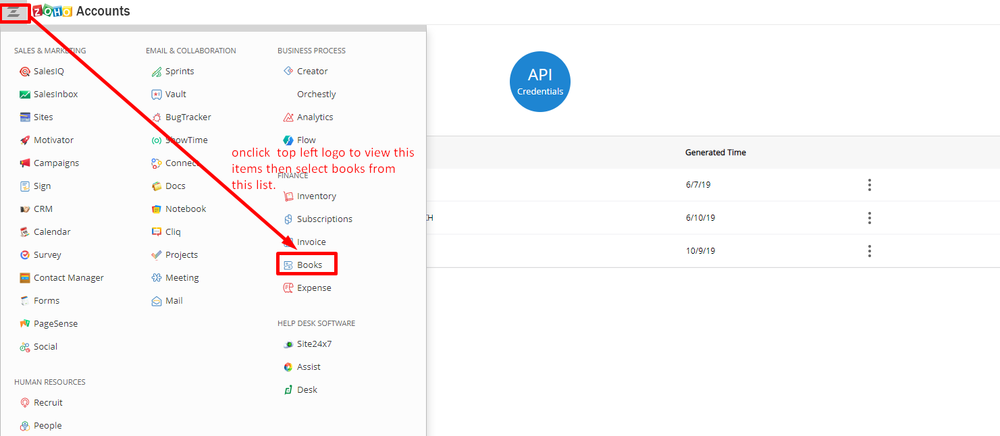 ZOHO Accounts
SALES & MARKETING
SalesIQ
SalesInbox
Sites
Motivator
Campaigns
Sign
CRM
Calendar
Survey
Contact Manager
Forms
PageSense
Social
HUMAN RESOURCES
Recruit
People
EMAIL & COLLABORATION
Sprints
Vault
BugTracker
ShowTime
Connect
Docs
Notebook
Cliq
Projects
Meeting
Mail
BUSINESS PROCESS
Creator
Orchestly
Analytics
Flow
onclick top left logo to view this
items then select books from
this list.
FINANCE
Inventory
Subscriptions
Invoice
Books
Expense
HELP DESK SOFTWARE
Site24x7
Assist
Desk
API
Credentials
Generated Time
6/7/19
CH 6/10/19
10/9/19